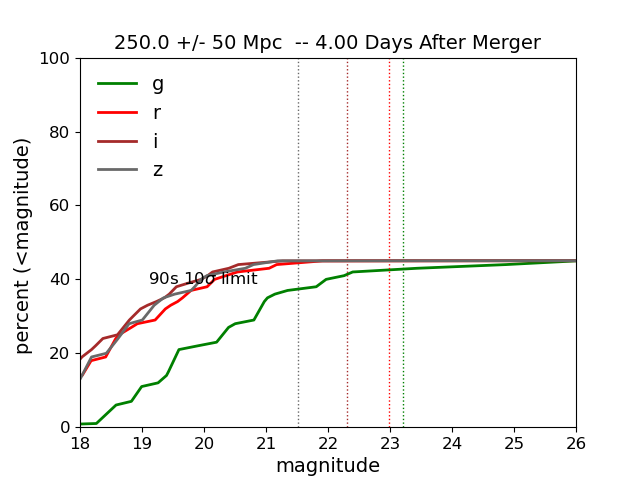 250.0 +/- 50 Mpc -- 4.00 Days After Merger
percent (<magnitude)
100
80
60
40
20
0
g
r
i
z
90s 10σ limit
18 19 20 21 22 23 24 25 26
magnitude